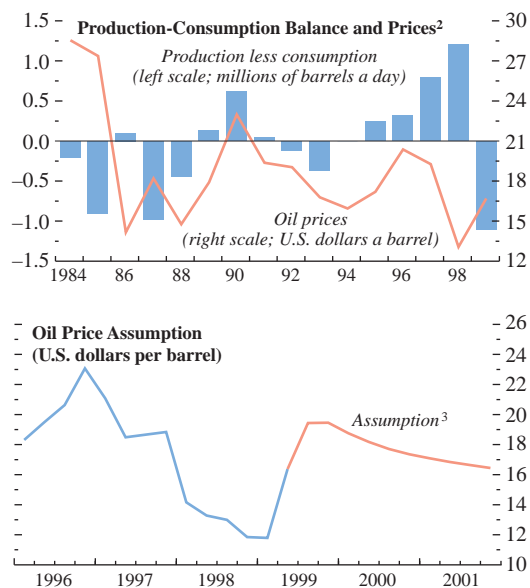 Production-Consumption Balance and Prices²
1.5
1.0
0.5
0.0
–0.5
–1.0
–1.5
Production less consumption
(left scale; millions of barrels a day)
Oil prices
(right scale; U.S. dollars a barrel)
30
27
24
21
18
15
12
1984 86 88 90 92 94 96 98
Oil Price Assumption
(U.S. dollars per barrel)
Assumption³
26
24
22
20
18
16
14
12
10
1996 1997 1998 1999 2000 2001